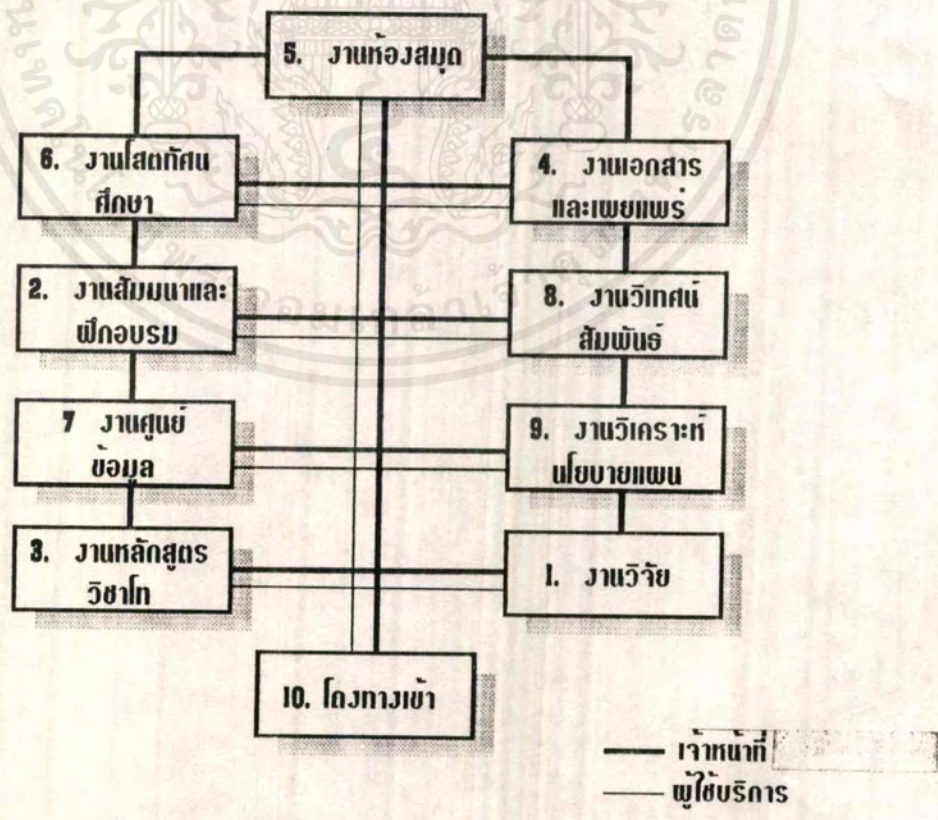 5. งานห้องสมุด
6. งานโสตทัศน
ศึกษา
4. งานเอกสาร
และเผยแพร่
2. งานสัมมนาและ
ฝึกอบรม
8. งานวิเทศน์
สัมพันธ์
7 งานศูนย์
ข้อมูล
9. งานวิเคราะห์
นโยบายแผน
3. งานหลักสูตร
วิชาโท
1. งานวิจัย
10. โถงทางเข้า
เจ้าหน้าที่
ผู้ใช้บริการ